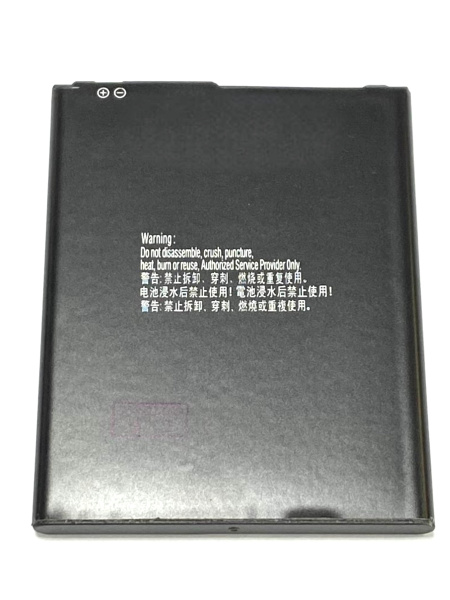 Warning:
Do not disassemble, crush, puncture,
heat, burn or reuse, Authorized Service Provider Only.
警告:禁止拆卸、穿刺、燃烧或重复使用。
电池浸水后禁止使用!電池浸水后禁止使用!
警告:禁止拆卸、穿刺、燃燒或重複使用。